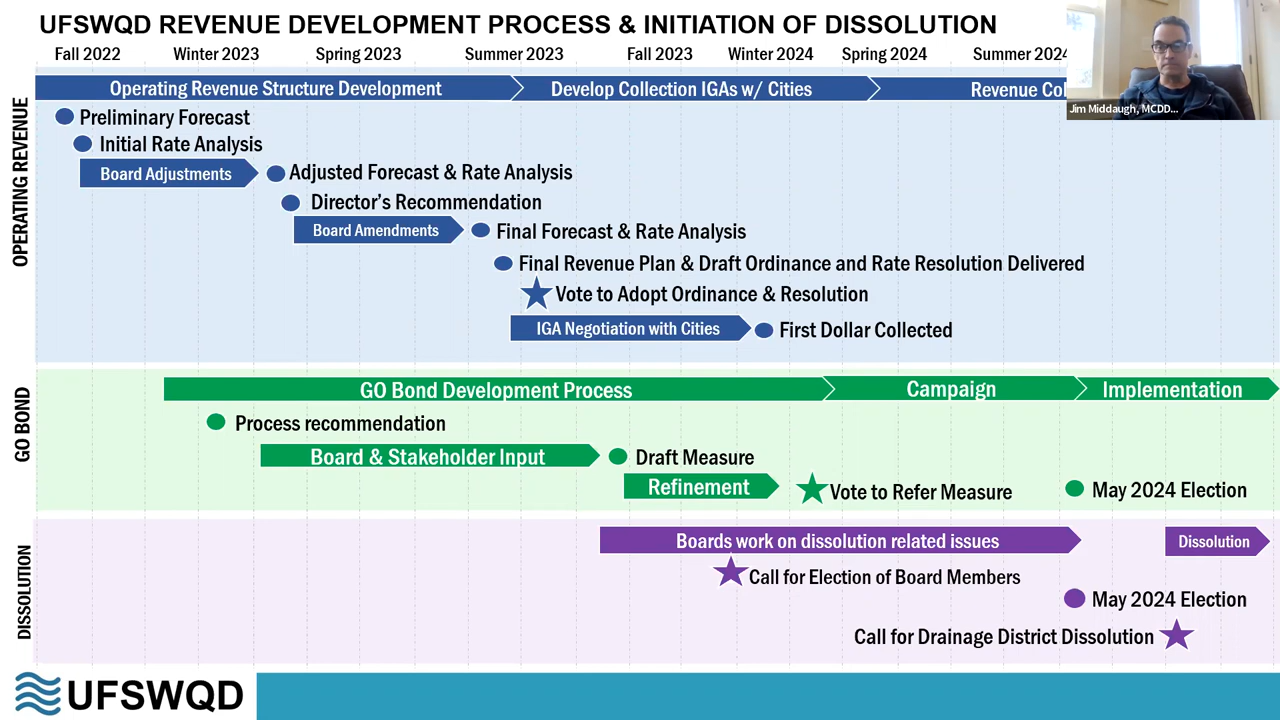 UFSWQD REVENUE DEVELOPMENT PROCESS & INITIATION OF DISSOLUTION
Fall 2022 Winter 2023 Spring 2023 Summer 2023 Fall 2023 Winter 2024 Spring 2024 Summer 2024
OPERATING REVENUE
Operating Revenue Structure Development
Develop Collection IGAs w/ Cities
Revenue Col
Jim Middaugh, MCDD...
Preliminary Forecast
Initial Rate Analysis
Board Adjustments
Adjusted Forecast & Rate Analysis
Director's Recommendation
Board Amendments
Final Forecast & Rate Analysis
Final Revenue Plan & Draft Ordinance and Rate Resolution Delivered
Vote to Adopt Ordinance & Resolution
IGA Negotiation with Cities
First Dollar Collected
GO BOND
GO Bond Development Process
Campaign
Implementation
Process recommendation
Board & Stakeholder Input
Draft Measure
Refinement
Vote to Refer Measure
May 2024 Election
DISSOLUTION
Boards work on dissolution related issues
Dissolution
Call for Election of Board Members
May 2024 Election
Call for Drainage District Dissolution
UFSWQD